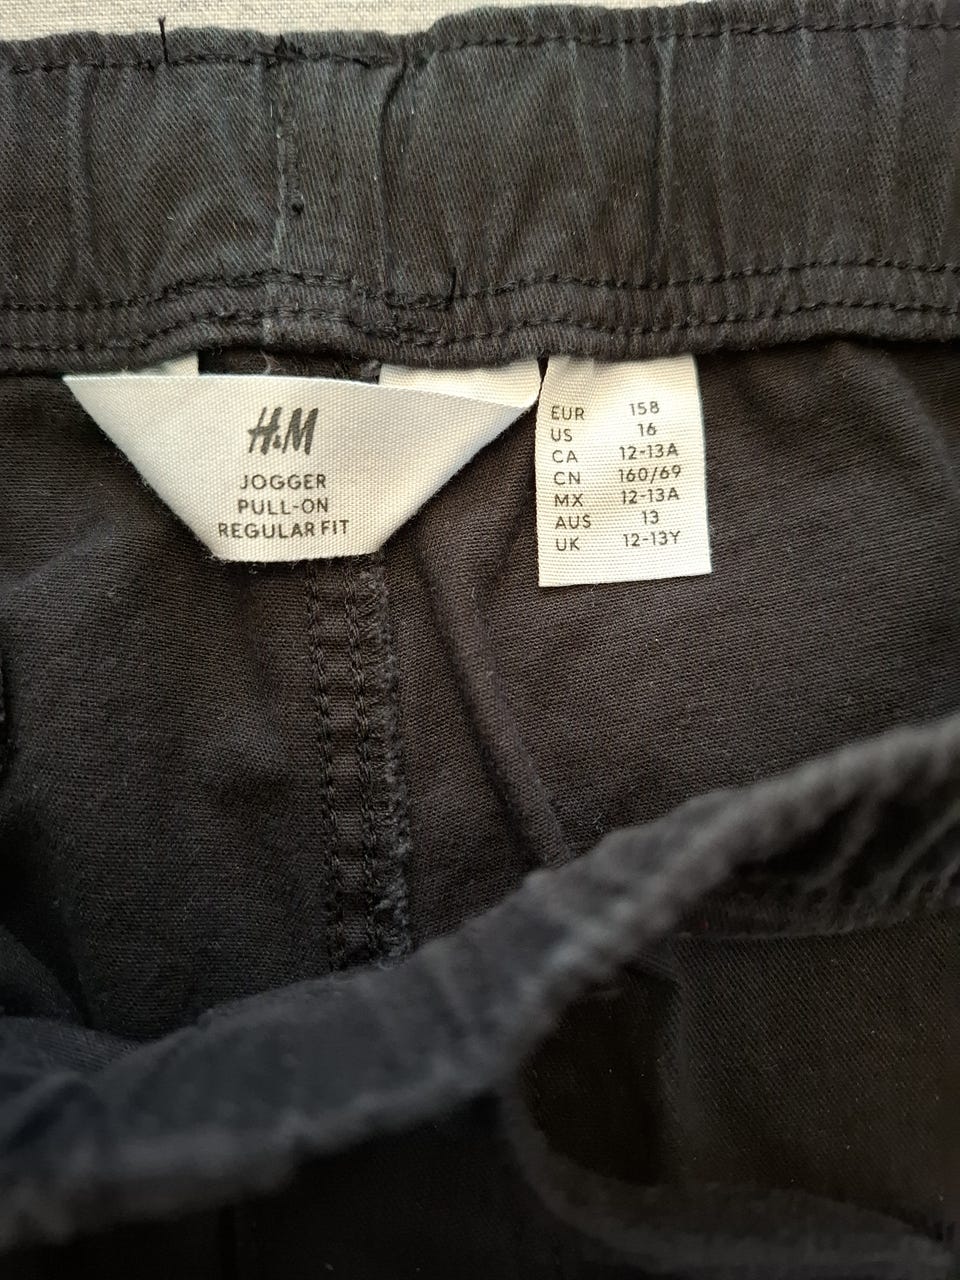 H&M
JOGGER
PULL-ON
REGULAR FIT
EUR 158
US 16
CA 12-13A
CN 160/69
MX 12-13A
AUS 13
UK 12-13Y